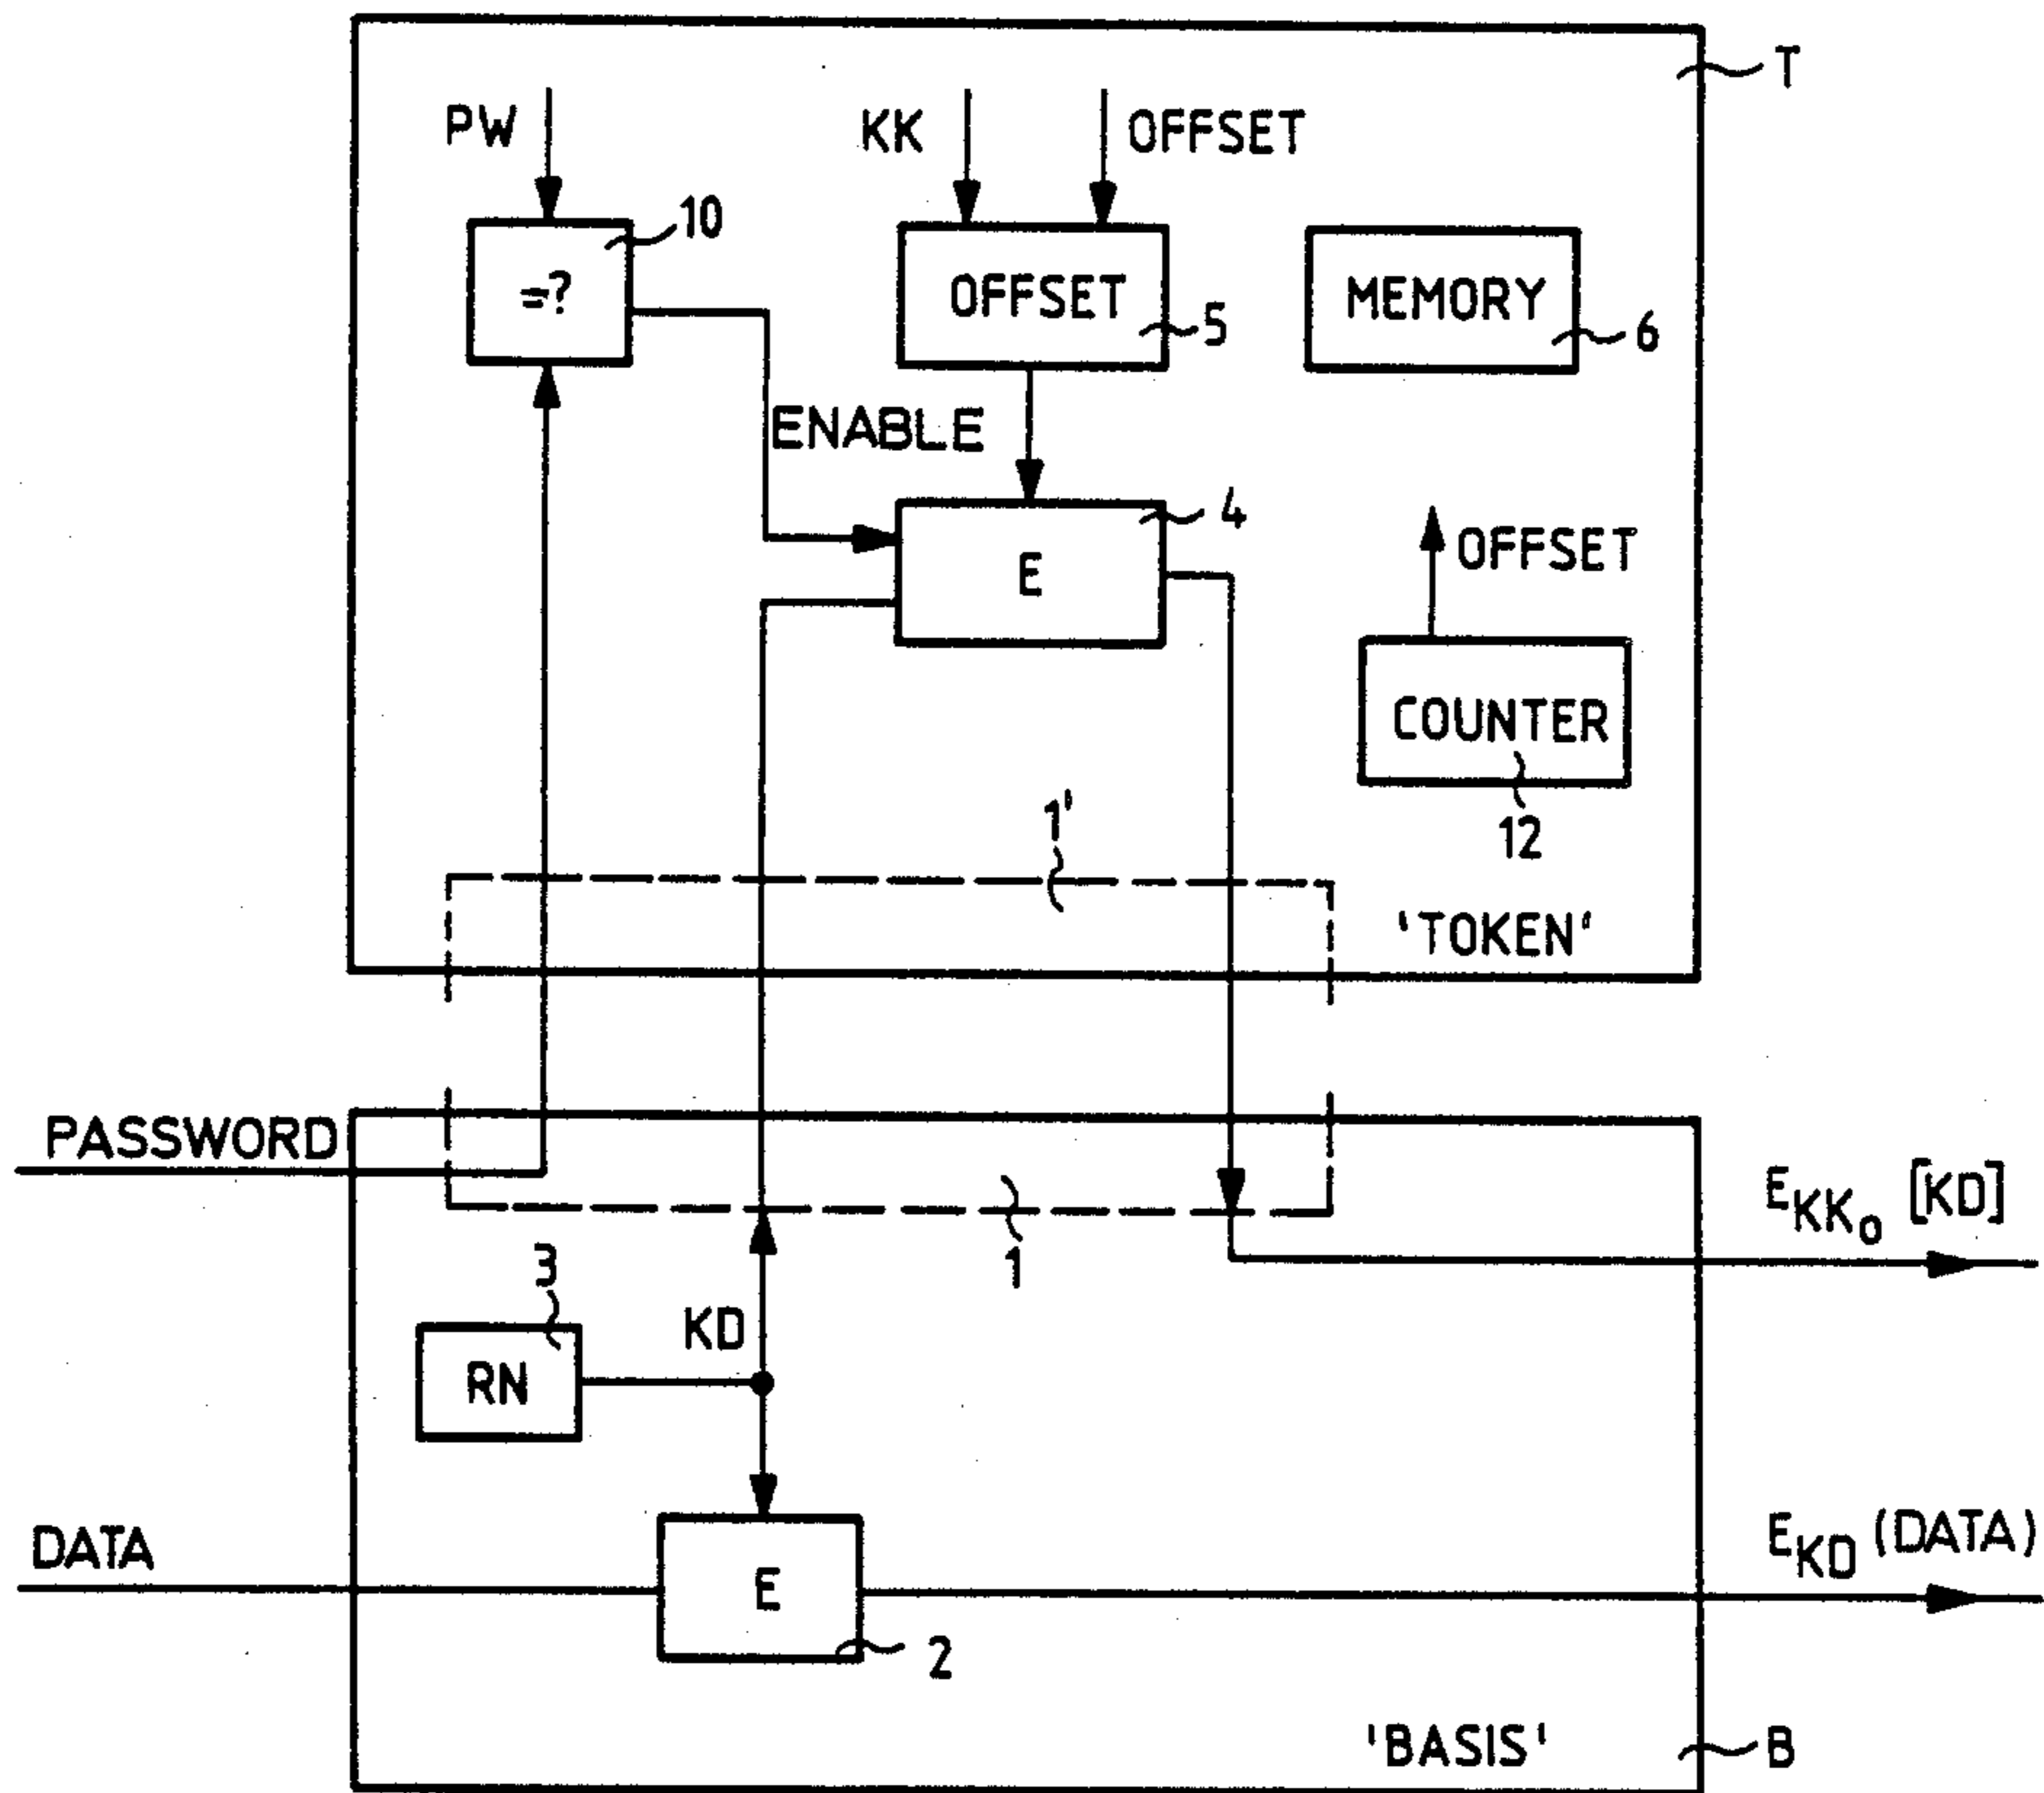 T
PW
KK
OFFSET
10
=?
OFFSET
5
MEMORY
6
ENABLE
4
E
OFFSET
COUNTER
12
1'
'TOKEN'
PASSWORD
1
E_KK_O [KD]
3
KD
RN
DATA
E
2
E_KD (DATA)
'BASIS'
B